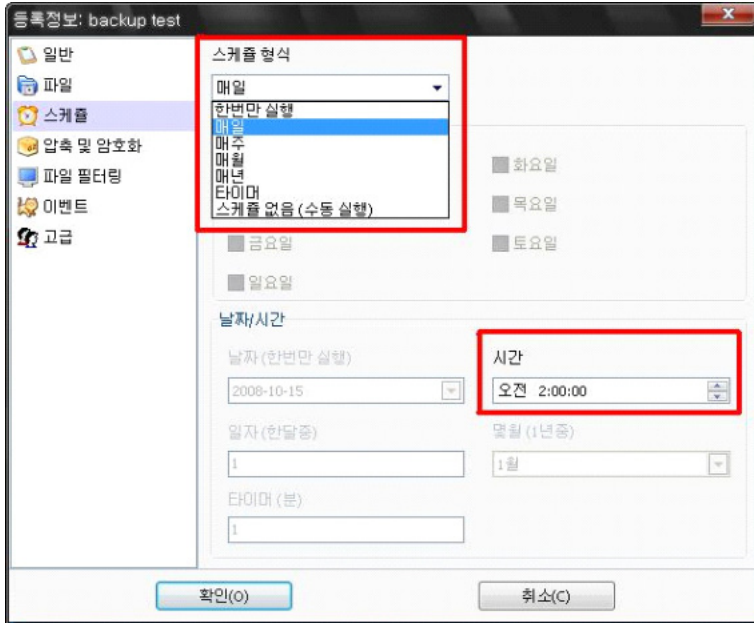 등록정보: backup test
일반
파일
스케쥴
압축 및 암호화
파일 필터링
이벤트
고급
스케쥴 형식
매일
한번만 실행
매일
매주
매월
매년
타이머
스케쥴 없음 (수동 실행)
화요일
목요일
금요일
토요일
일요일
날짜/시간
날짜 (한번만 실행)
시간
2008-10-15
오전 2:00:00
일자 (한달중)
몇월 (1년중)
1
1월
타이머 (분)
1
확인(O)
취소(C)